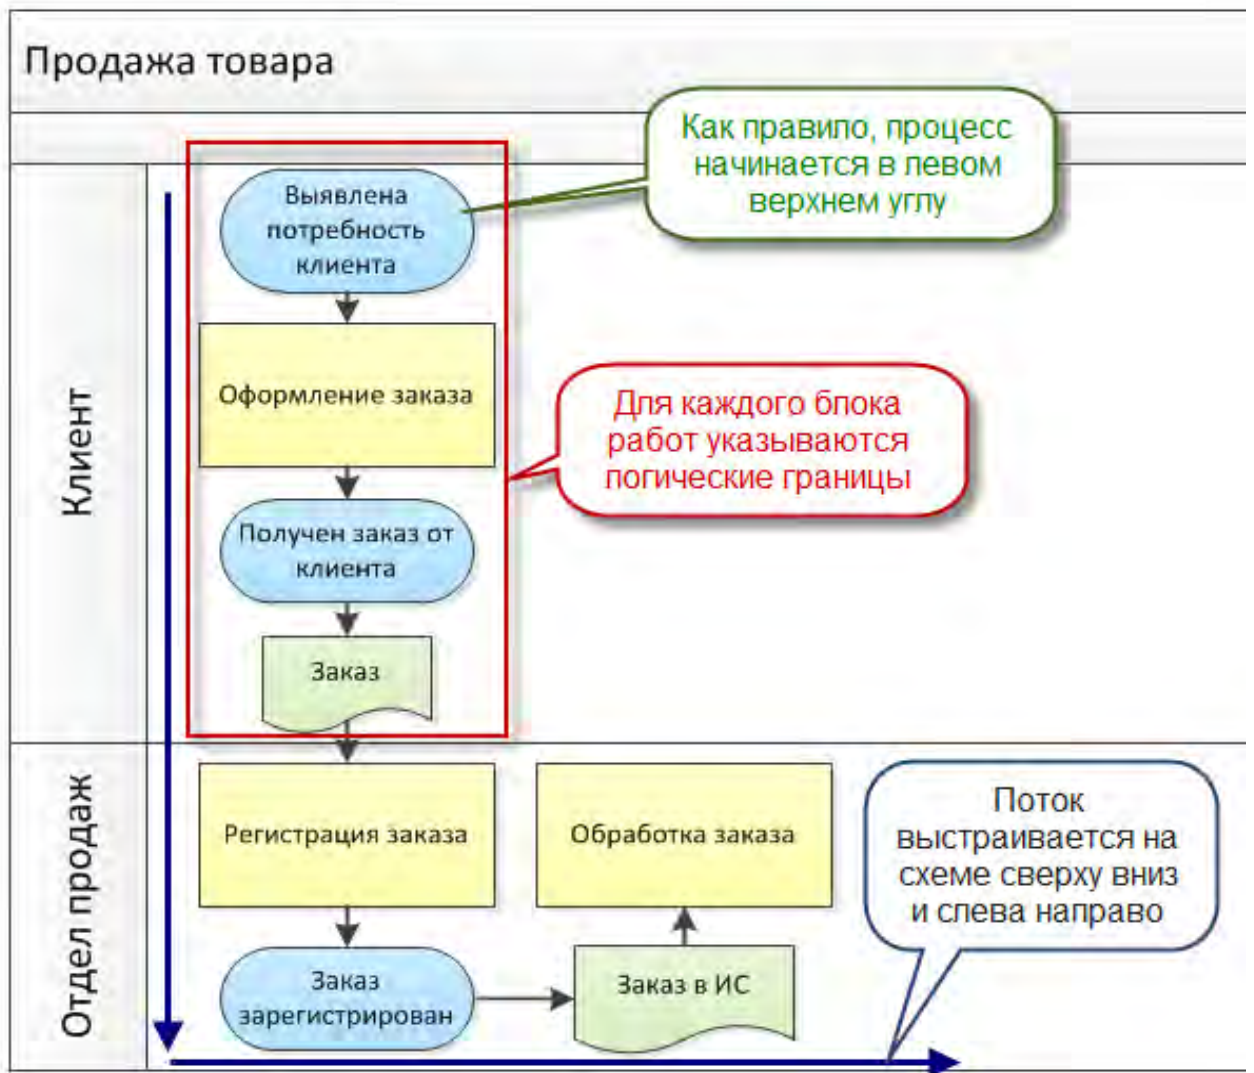 Продажа товара
Как правило, процесс
начинается в левом
верхнем углу
Клиент
Выявлена
потребность
клиента
Оформление заказа
Для каждого блока
работ указываются
логические границы
Получен заказ от
клиента
Заказ
Отдел продаж
Регистрация заказа
Обработка заказа
Поток
выстраивается на
схеме сверху вниз
и слева направо
Заказ
зарегистрирован
Заказ в ИС